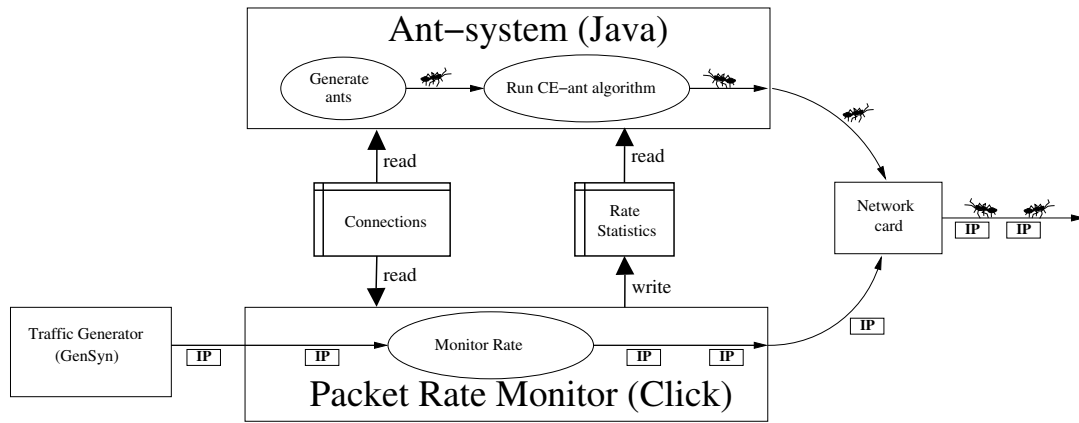 Ant−system (Java)
Generate
ants
Run CE−ant algorithm
read
read
Connections
Rate
Statistics
Network
card
IP
IP
read
write
IP
Traffic Generator
(GenSyn)
IP
IP
Monitor Rate
IP
IP
Packet Rate Monitor (Click)